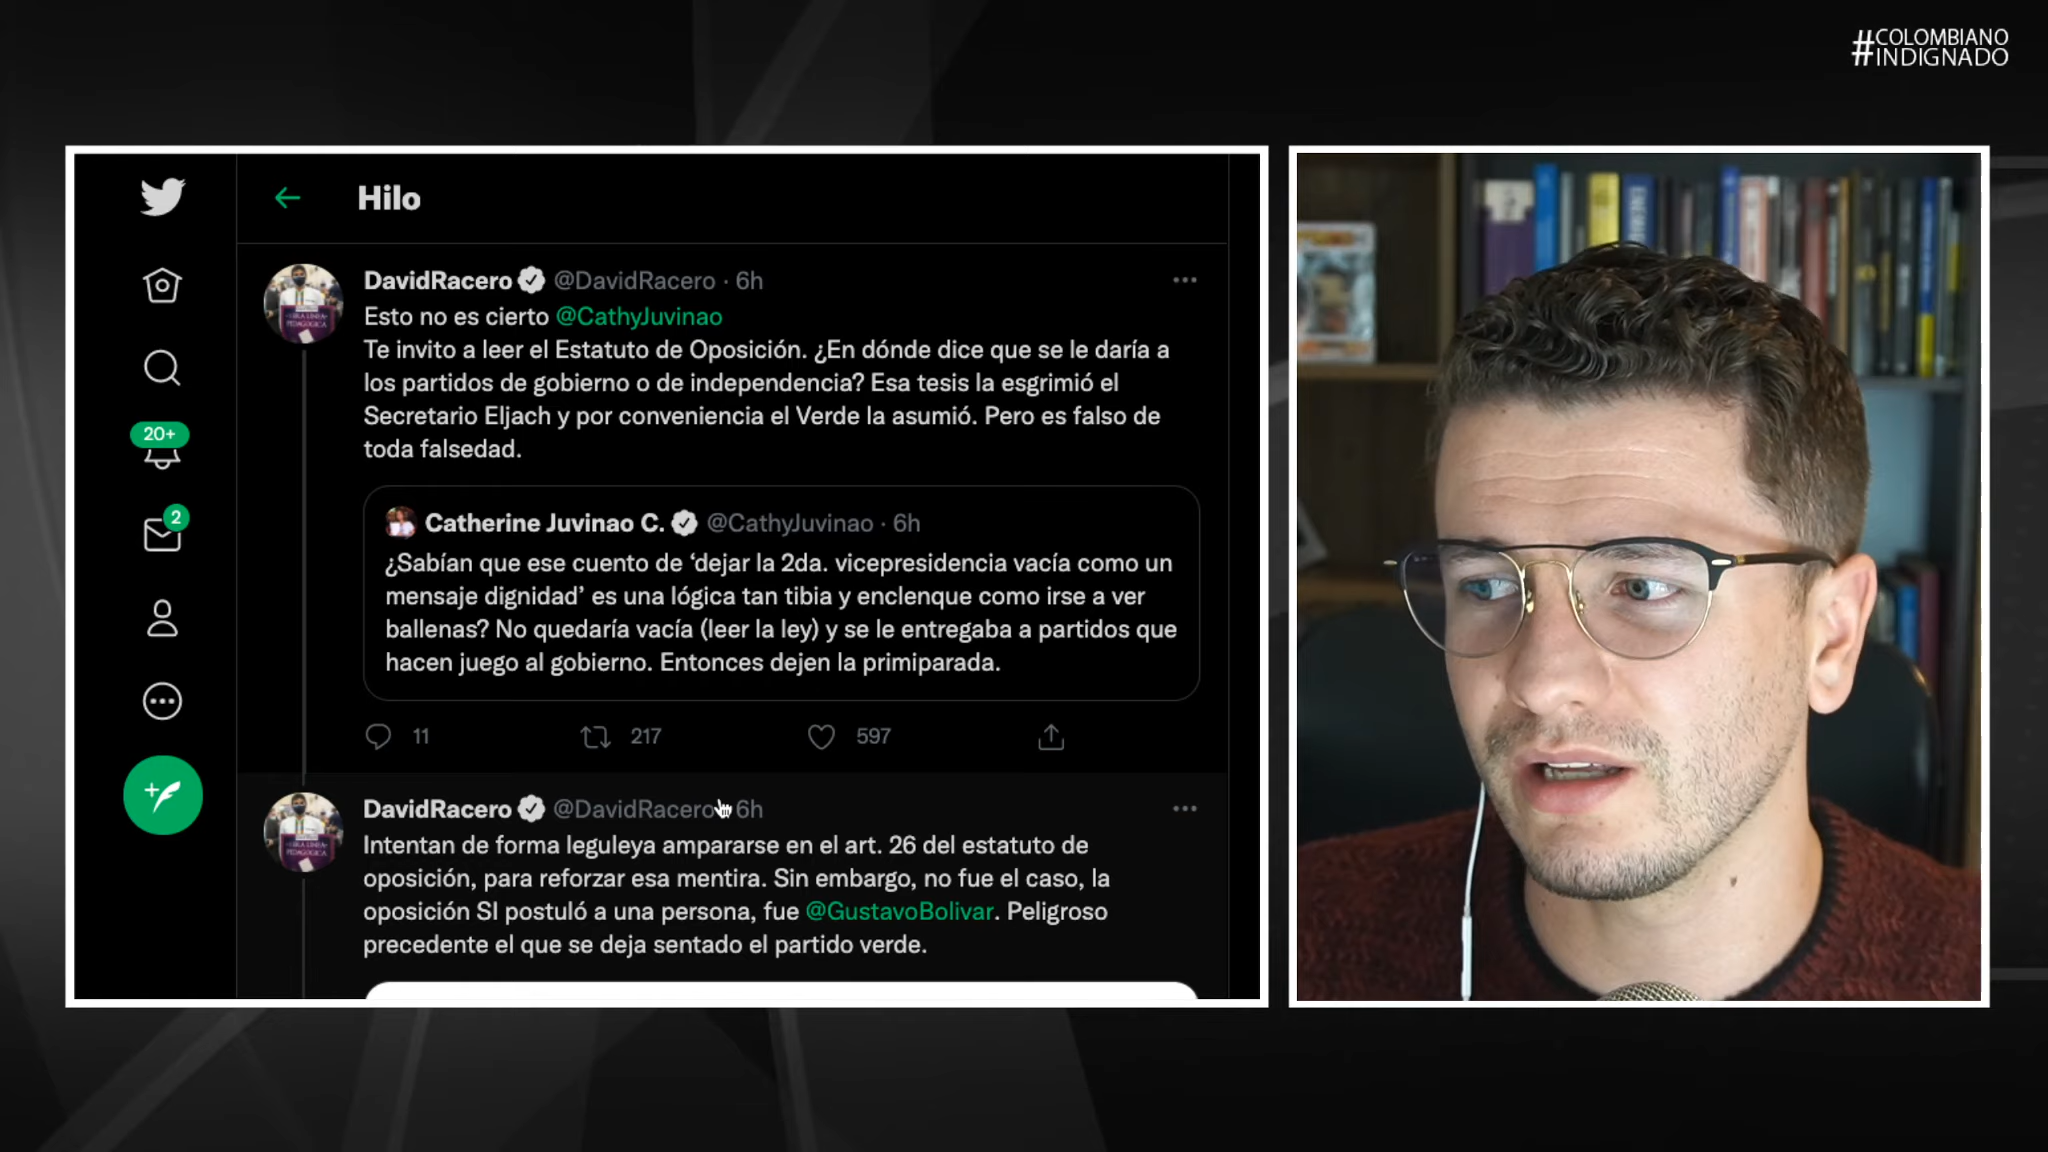 #COLOMBIANO
INDIGNADO
Hilo
DavidRacero @DavidRacero · 6h
Esto no es cierto @CathyJuvinao
Te invito a leer el Estatuto de Oposición. ¿En dónde dice que se le daría a
los partidos de gobierno o de independencia? Esa tesis la esgrimió el
Secretario Eljach y por conveniencia el Verde la asumió. Pero es falso de
toda falsedad.
Catherine Juvinao C. @CathyJuvinao · 6h
¿Sabían que ese cuento de ‘dejar la 2da. vicepresidencia vacía como un
mensaje dignidad’ es una lógica tan tibia y enclenque como irse a ver
ballenas? No quedaría vacía (leer la ley) y se le entregaba a partidos que
hacen juego al gobierno. Entonces dejen la primiparada.
11 217 597
DavidRacero @DavidRacero 6h
Intentan de forma leguleya ampararse en el art. 26 del estatuto de
oposición, para reforzar esa mentira. Sin embargo, no fue el caso, la
oposición SI postuló a una persona, fue @GustavoBolivar. Peligroso
precedente el que se deja sentado el partido verde.
20+
2